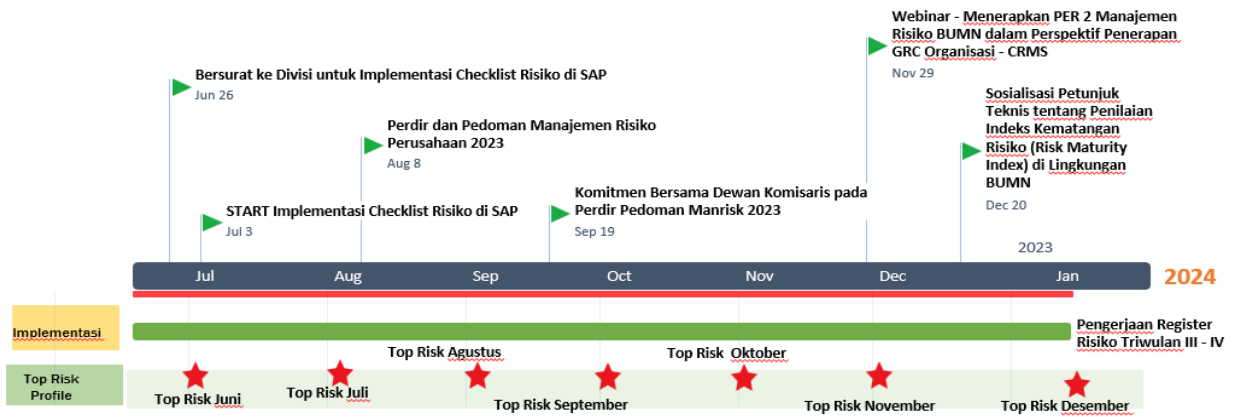 Webinar - Menerapkan PER 2 Manajemen
Risiko BUMN dalam Perspektif Penerapan
GRC Organisasi - CRMS
Nov 29
Bersurat ke Divisi untuk Implementasi Checklist Risiko di SAP
Jun 26
Sosialisasi Petunjuk
Teknis tentang Penilaian
Indeks Kematangan
Risiko (Risk Maturity
Index) di Lingkungan
BUMN
Dec 20
Perdir dan Pedoman Manajemen Risiko
Perusahaan 2023
Aug 8
Komitmen Bersama Dewan Komisaris pada
Perdir Pedoman Manrisk 2023
Sep 19
START Implementasi Checklist Risiko di SAP
Jul 3
2023
Jul Aug Sep Oct Nov Dec Jan
2024
Implementasi
Pengerjaan Register
Risiko Triwulan III - IV
Top Risk
Profile
Top Risk Juni
Top Risk Juli
Top Risk Agustus
Top Risk September
Top Risk Oktober
Top Risk November
Top Risk Desember